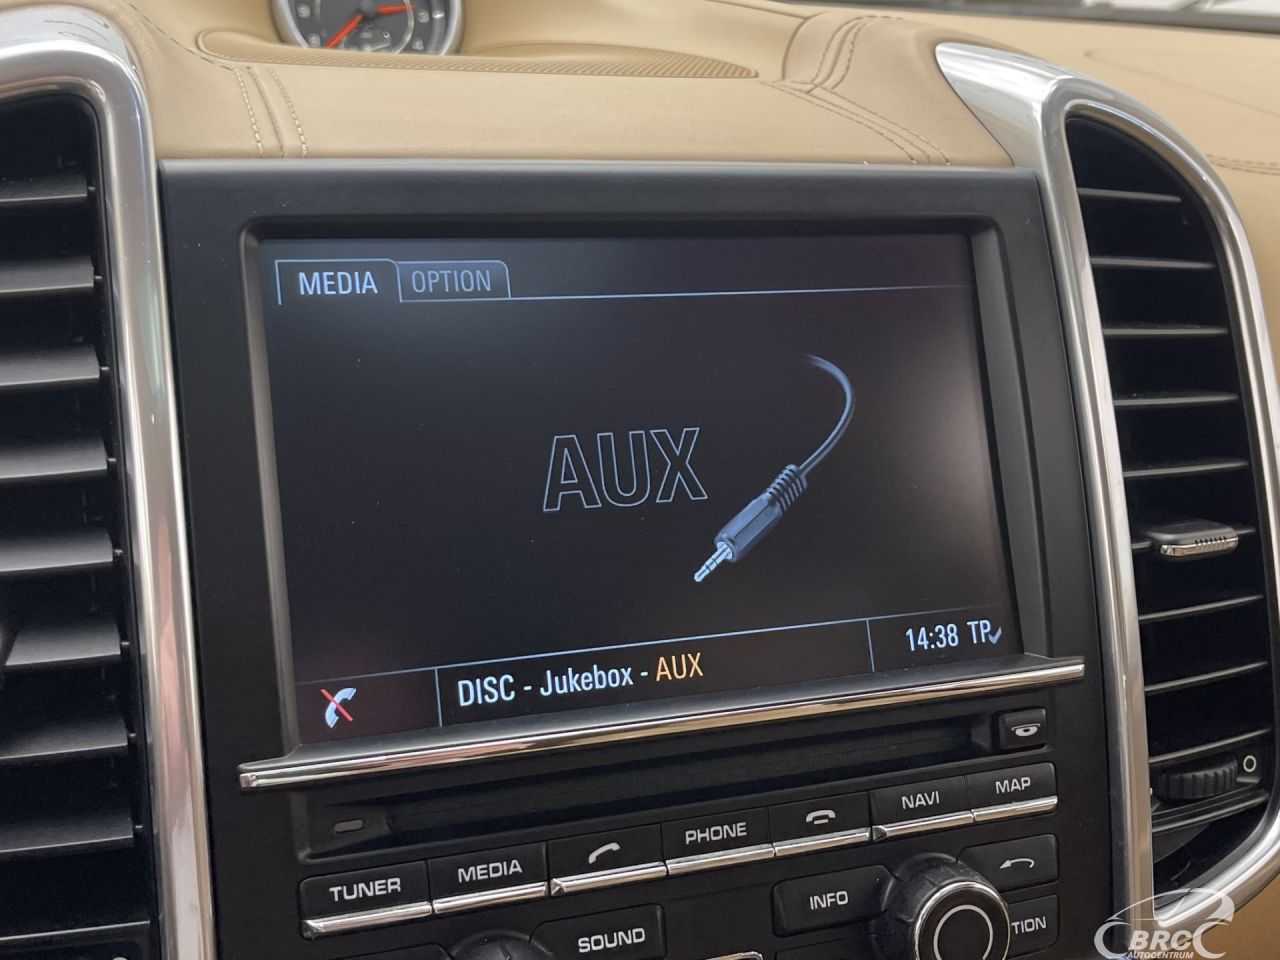 MEDIA OPTION
AUX
DISC - Jukebox - AUX
14:38 TP
TUNER MEDIA PHONE NAVI MAP
SOUND INFO TION
BRC
AUTOCENTRUM